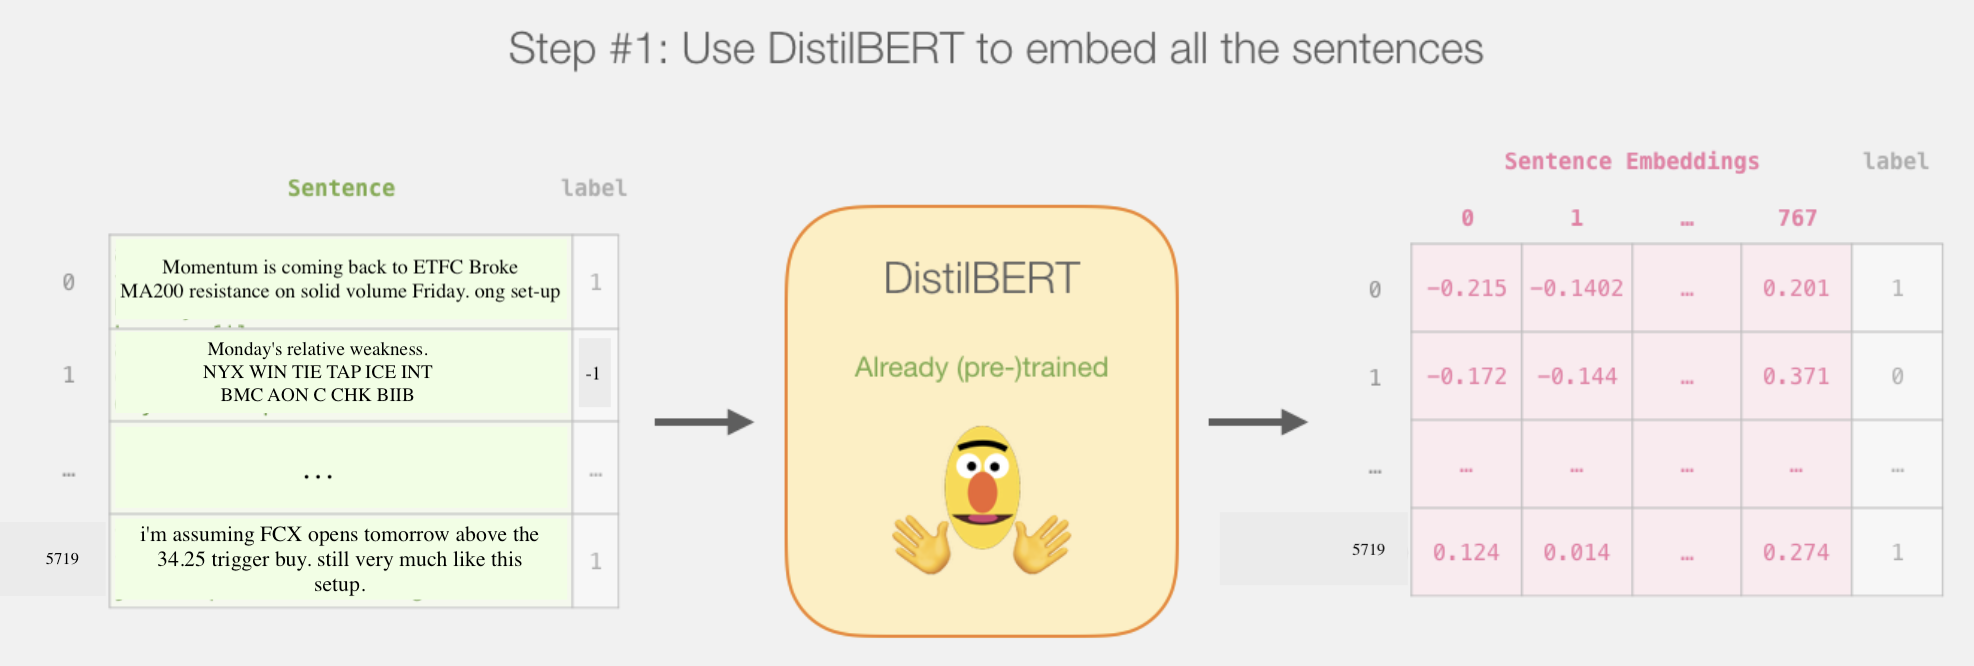 Step #1: Use DistilBERT to embed all the sentences
Sentence label
0 Momentum is coming back to ETFC Broke
MA200 resistance on solid volume Friday. ong set-up 1
1 Monday's relative weakness.
NYX WIN TIE TAP ICE INT
BMC AON C CHK BIIB -1
… ... …
5719 i'm assuming FCX opens tomorrow above the
34.25 trigger buy. still very much like this
setup. 1
DistilBERT
Already (pre-)trained
Sentence Embeddings label
0 1 … 767
0 -0.215 -0.1402 … 0.201 1
1 -0.172 -0.144 … 0.371 0
… … … … … …
5719 0.124 0.014 … 0.274 1